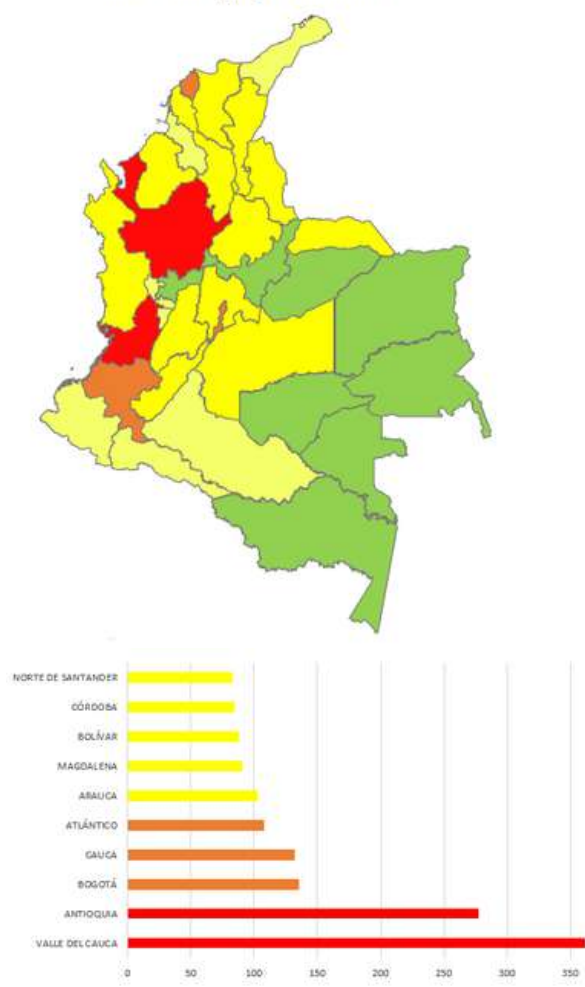 NORTE DE SANTANDER
CÓRDOBA
BOLÍVAR
MAGDALENA
ARAUCA
ATLÁNTICO
CAUCA
BOGOTÁ
ANTIOQUIA
VALLE DEL CAUCA
0 50 100 150 200 250 300 350